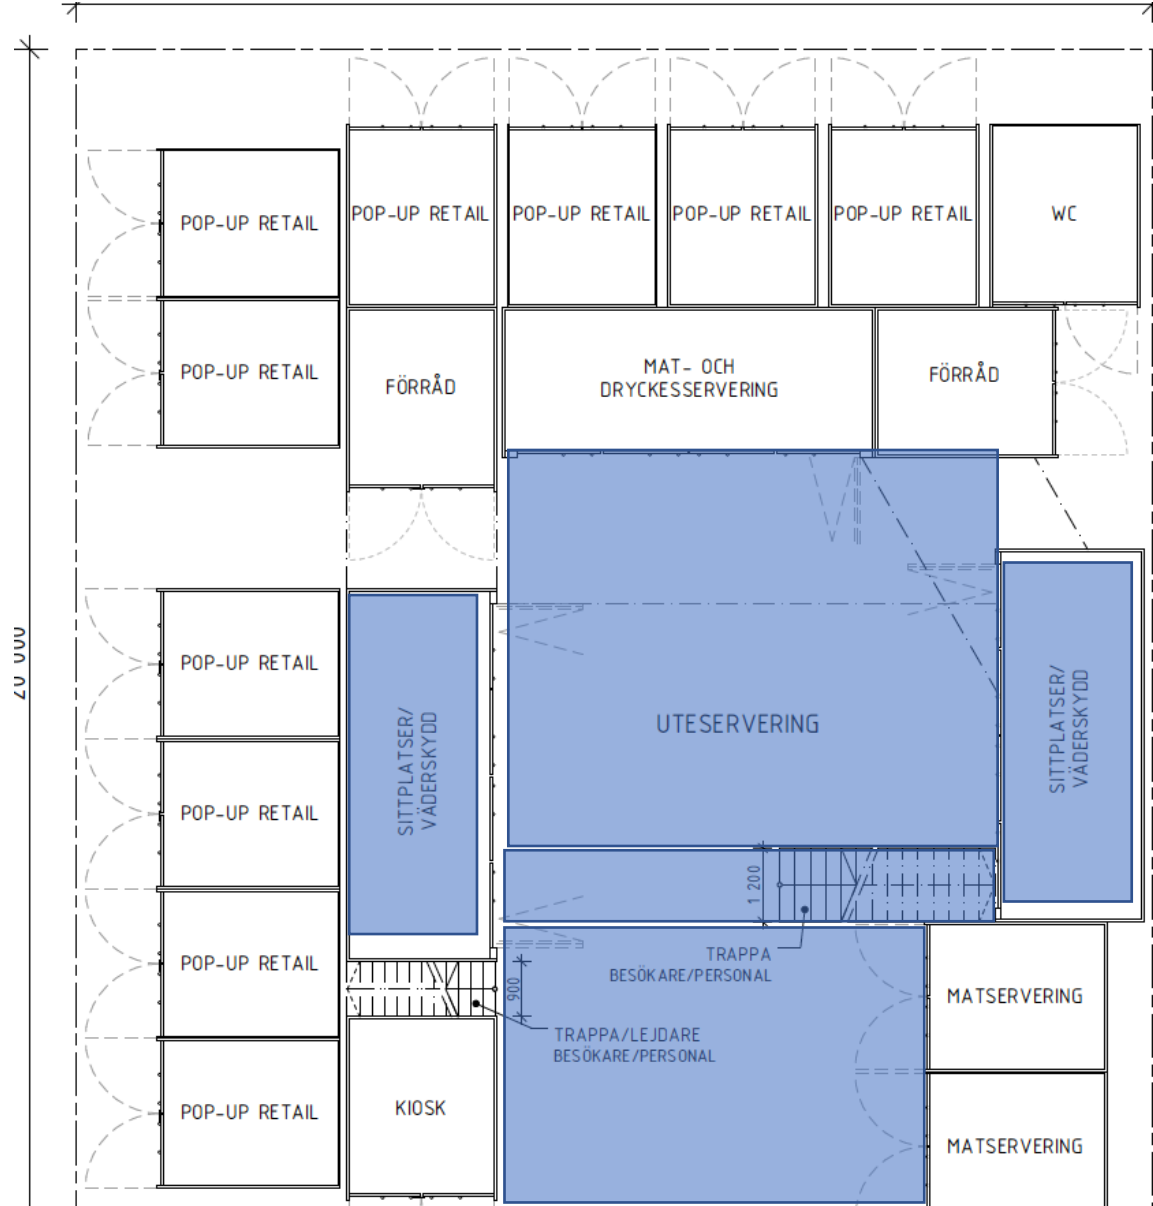 POP-UP RETAIL
POP-UP RETAIL
POP-UP RETAIL
POP-UP RETAIL
WC
POP-UP RETAIL
POP-UP RETAIL
FÖRRÅD
MAT- OCH
DRYCKESSERVERING
FÖRRÅD
20 000
POP-UP RETAIL
SITTPLATSER/
VÄDERSKYDD
UTESERVERING
SITTPLATSER/
VÄDERSKYDD
POP-UP RETAIL
1 200
POP-UP RETAIL
TRAPPA
BESÖKARE/PERSONAL
900
MATSERVERING
TRAPPA/LEJDARE
BESÖKARE/PERSONAL
POP-UP RETAIL
KIOSK
MATSERVERING